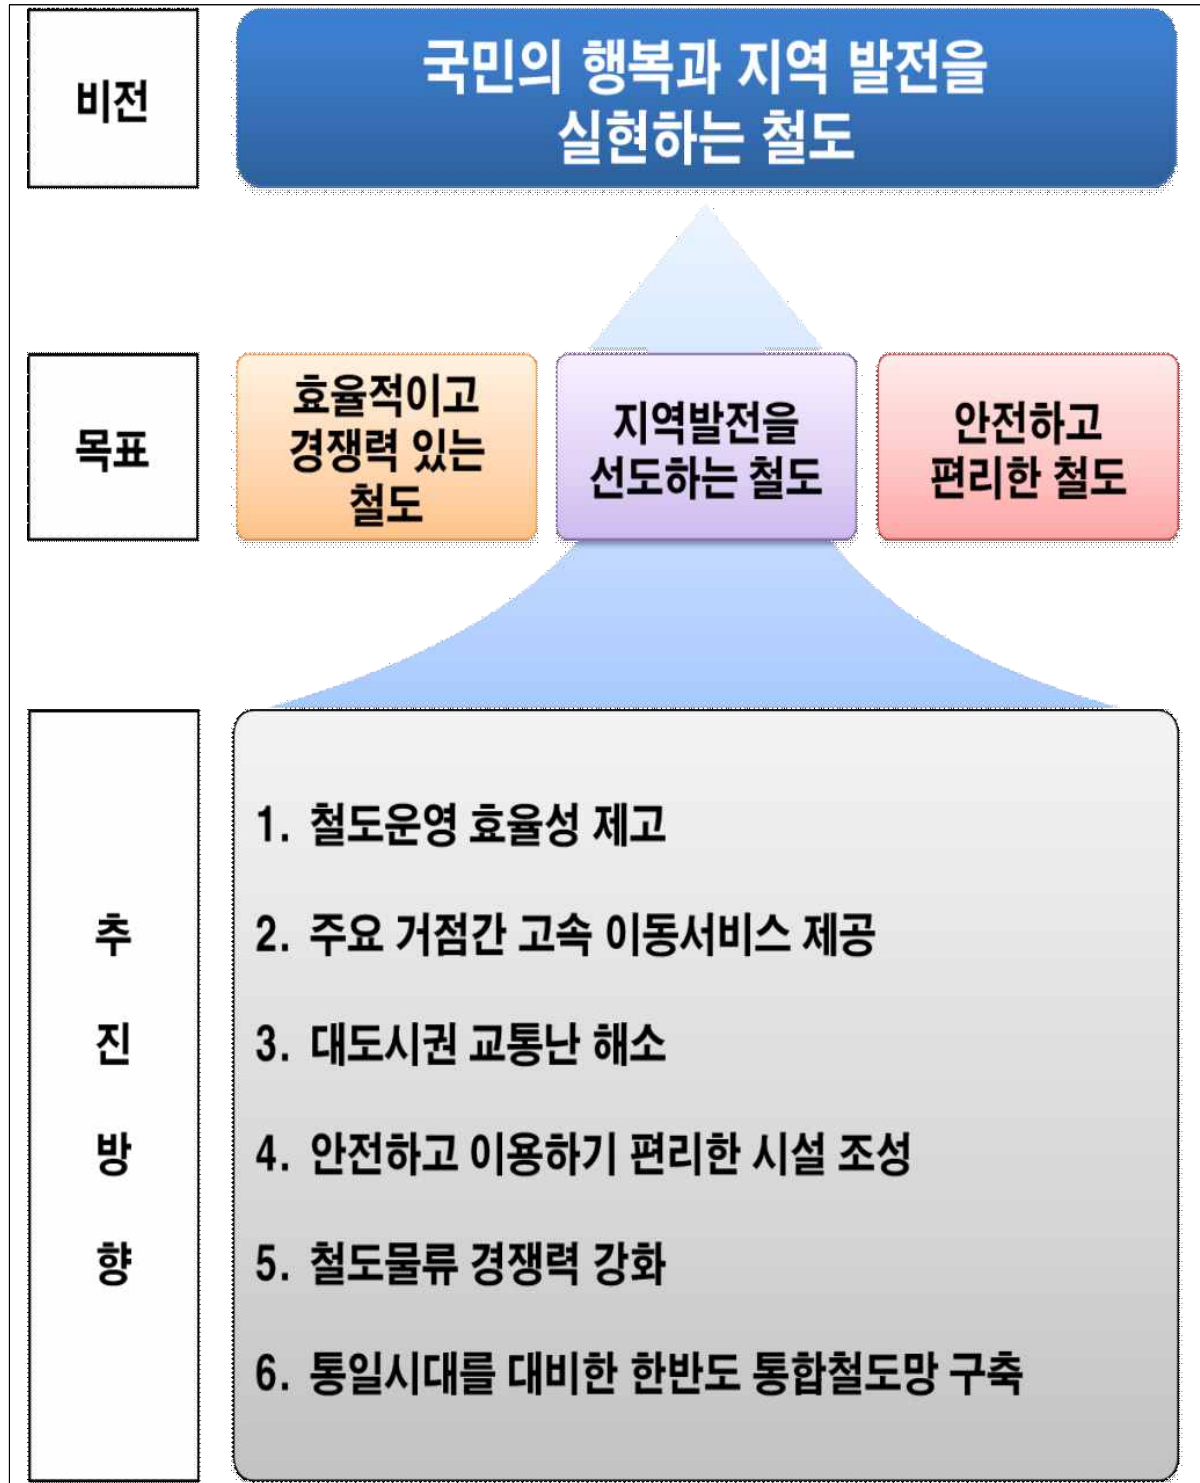 비전
국민의 행복과 지역 발전을
실현하는 철도
목표
효율적이고
경쟁력 있는
철도
지역발전을
선도하는 철도
안전하고
편리한 철도
추
진
방
향
1. 철도운영 효율성 제고
2. 주요 거점간 고속 이동서비스 제공
3. 대도시권 교통난 해소
4. 안전하고 이용하기 편리한 시설 조성
5. 철도물류 경쟁력 강화
6. 통일시대를 대비한 한반도 통합철도망 구축